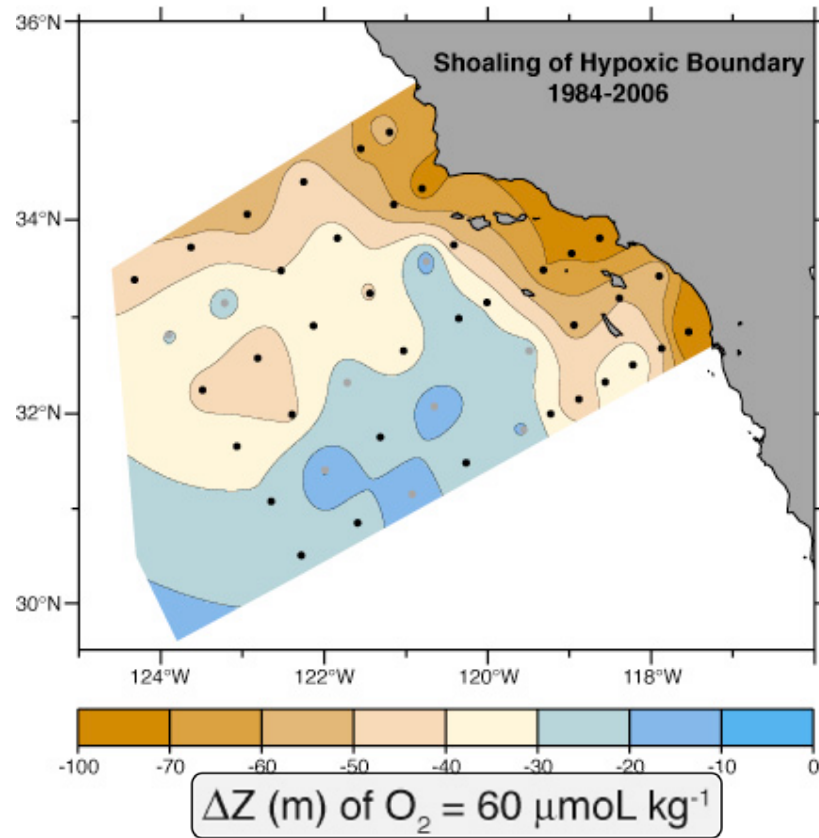 36°N
Shoaling of Hypoxic Boundary
1984-2006
34°N
32°N
30°N
124°W 122°W 120°W 118°W
-100 -70 -60 -50 -40 -30 -20 -10 0
ΔZ (m) of O₂ = 60 μmoL kg⁻¹